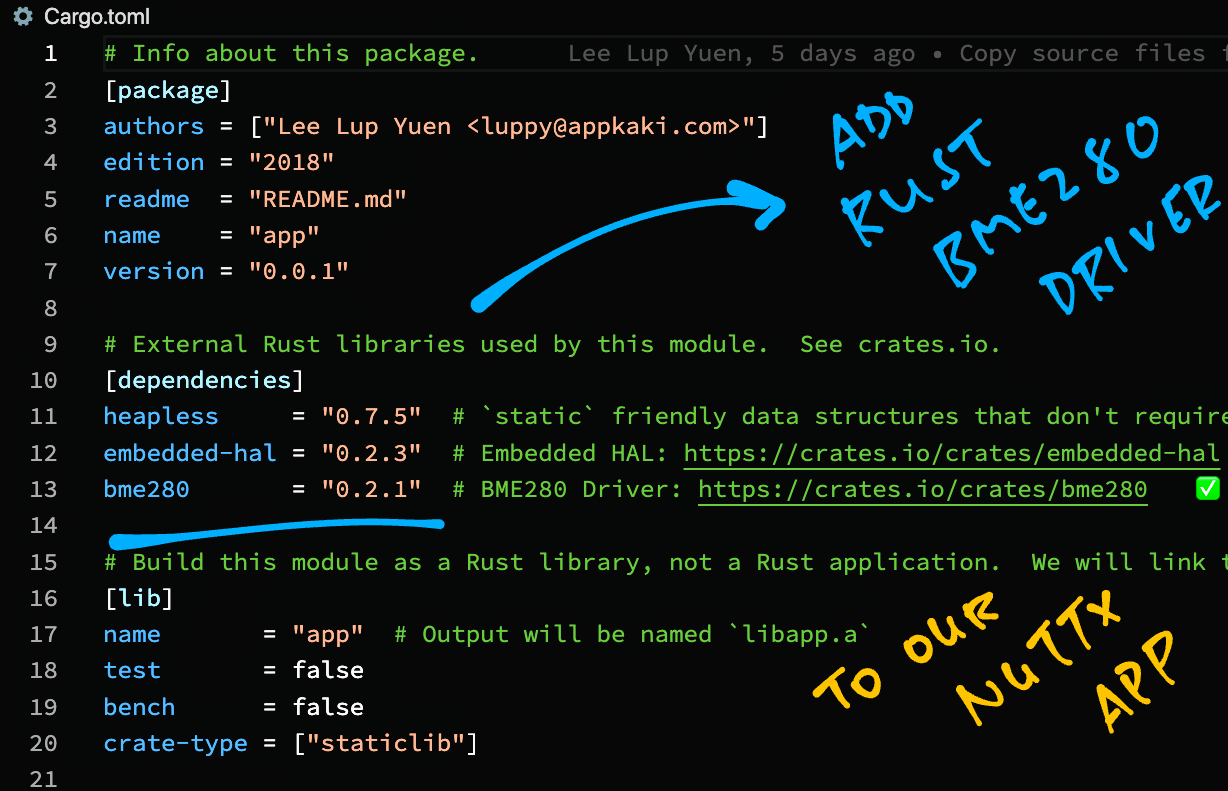 Cargo.toml
1 # Info about this package. Lee Lup Yuen, 5 days ago • Copy source files f
2 [package]
3 authors = ["Lee Lup Yuen <luppy@appkaki.com>"]
4 edition = "2018"
5 readme = "README.md"
6 name = "app"
7 version = "0.0.1"
8
9 # External Rust libraries used by this module. See crates.io.
10 [dependencies]
11 heapless = "0.7.5" # `static` friendly data structures that don't require
12 embedded-hal = "0.2.3" # Embedded HAL: https://crates.io/crates/embedded-hal
13 bme280 = "0.2.1" # BME280 Driver: https://crates.io/crates/bme280 ✅
14
15 # Build this module as a Rust library, not a Rust application. We will link t
16 [lib]
17 name = "app" # Output will be named `libapp.a`
18 test = false
19 bench = false
20 crate-type = ["staticlib"]
21
ADD
RUST
BME280
DRIVER
TO OUR
NUTTX
APP